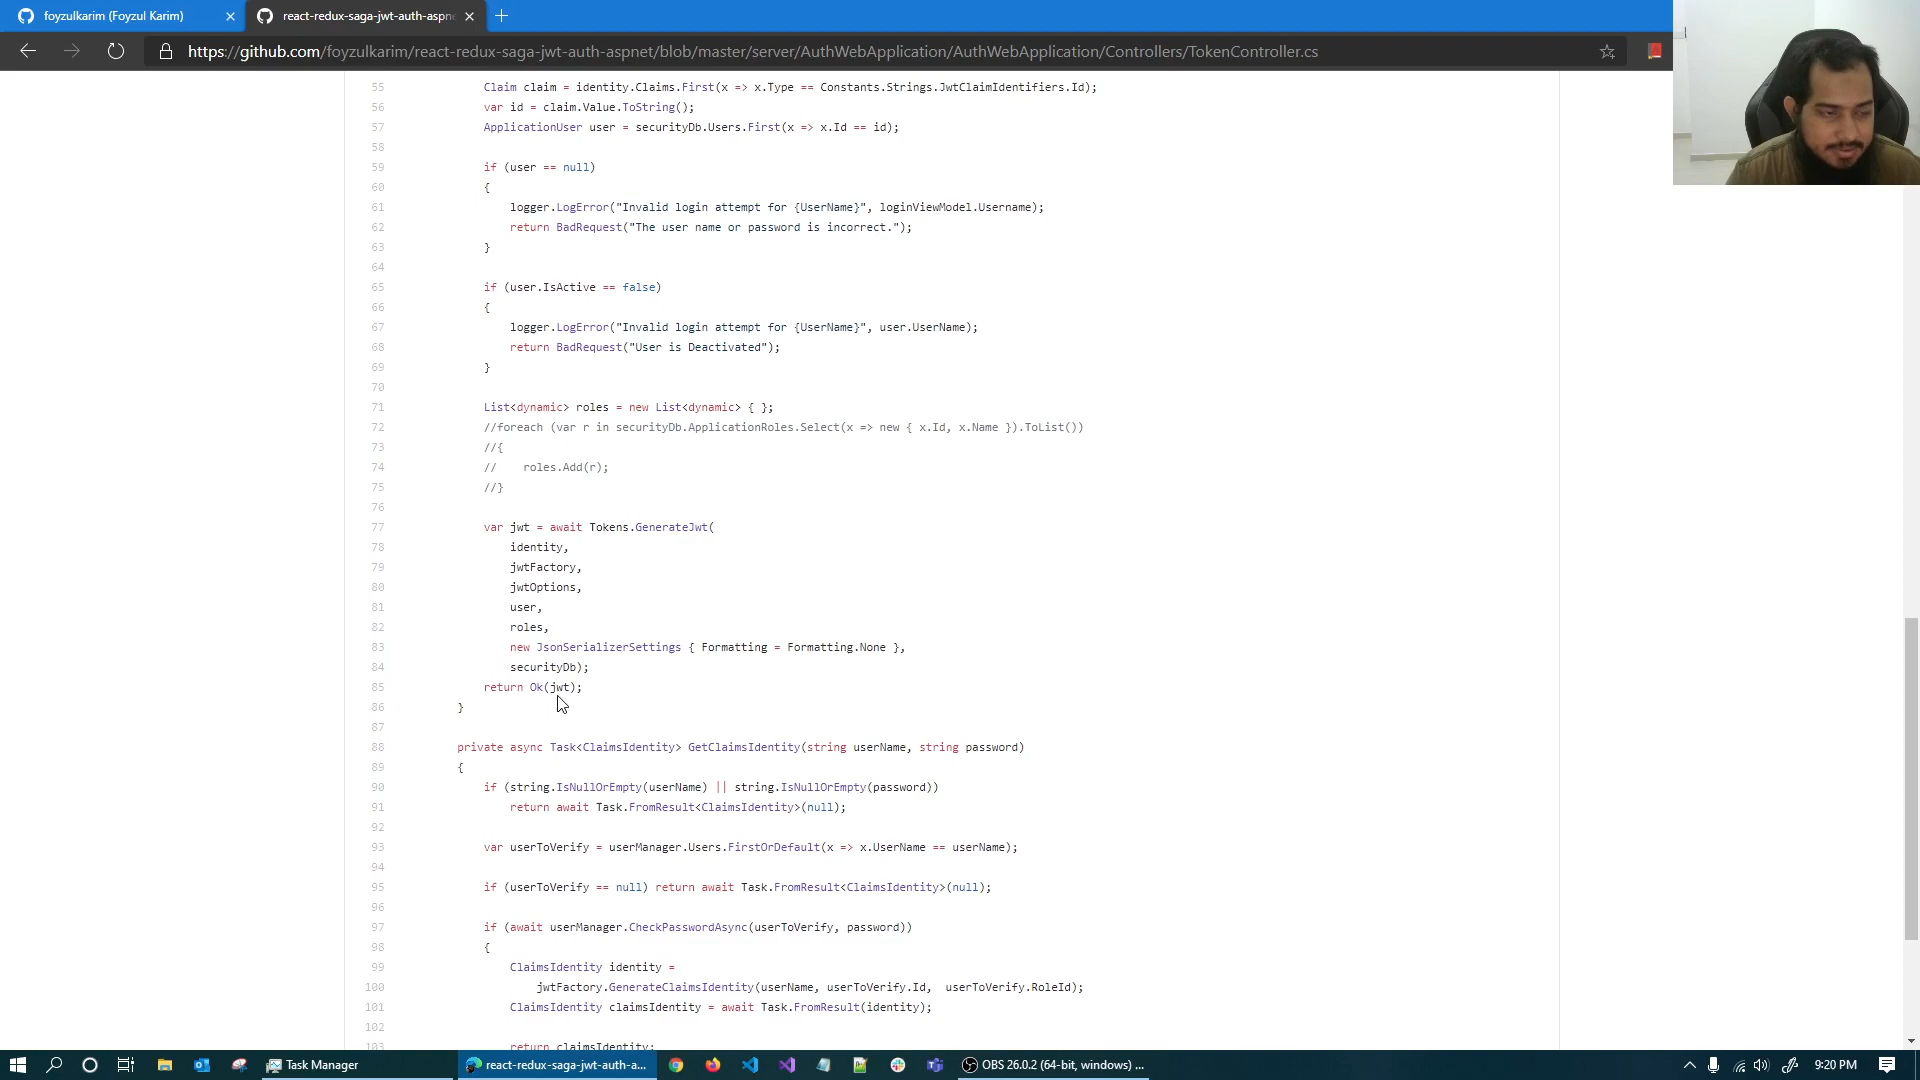 foyzulkarim (Foyzul Karim)
react-redux-saga-jwt-auth-aspne
https://github.com/foyzulkarim/react-redux-saga-jwt-auth-aspnet/blob/master/server/AuthWebApplication/AuthWebApplication/Controllers/TokenController.cs
55 Claim claim = identity.Claims.First(x => x.Type == Constants.Strings.JwtClaimIdentifiers.Id);
56 var id = claim.Value.ToString();
57 ApplicationUser user = securityDb.Users.First(x => x.Id == id);
58
59 if (user == null)
60 {
61 logger.LogError("Invalid login attempt for {UserName}", loginViewModel.Username);
62 return BadRequest("The user name or password is incorrect.");
63 }
64
65 if (user.IsActive == false)
66 {
67 logger.LogError("Invalid login attempt for {UserName}", user.UserName);
68 return BadRequest("User is Deactivated");
69 }
70
71 List<dynamic> roles = new List<dynamic> { };
72 //foreach (var r in securityDb.ApplicationRoles.Select(x => new { x.Id, x.Name }).ToList())
73 //{
74 // roles.Add(r);
75 //}
76
77 var jwt = await Tokens.GenerateJwt(
78 identity,
79 jwtFactory,
80 jwtOptions,
81 user,
82 roles,
83 new JsonSerializerSettings { Formatting = Formatting.None },
84 securityDb);
85 return Ok(jwt);
86 }
87
88 private async Task<ClaimsIdentity> GetClaimsIdentity(string userName, string password)
89 {
90 if (string.IsNullOrEmpty(userName) || string.IsNullOrEmpty(password))
91 return await Task.FromResult<ClaimsIdentity>(null);
92
93 var userToVerify = userManager.Users.FirstOrDefault(x => x.UserName == userName);
94
95 if (userToVerify == null) return await Task.FromResult<ClaimsIdentity>(null);
96
97 if (await userManager.CheckPasswordAsync(userToVerify, password))
98 {
99 ClaimsIdentity identity =
100 jwtFactory.GenerateClaimsIdentity(userName, userToVerify.Id, userToVerify.RoleId);
101 ClaimsIdentity claimsIdentity = await Task.FromResult(identity);
102
103 return claimsIdentity;
Task Manager
react-redux-saga-jwt-auth-a...
OBS 26.0.2 (64-bit, windows) ...
9:20 PM